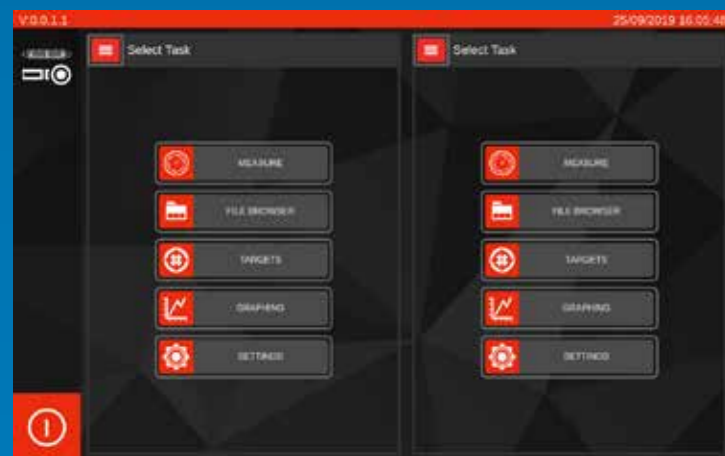 V:0.0.1.1
25/09/2019 16:05:46
Select Task
MEASURE
FILE BROWSER
TARGETS
GRAPHING
SETTINGS
Select Task
MEASURE
FILE BROWSER
TARGETS
GRAPHING
SETTINGS